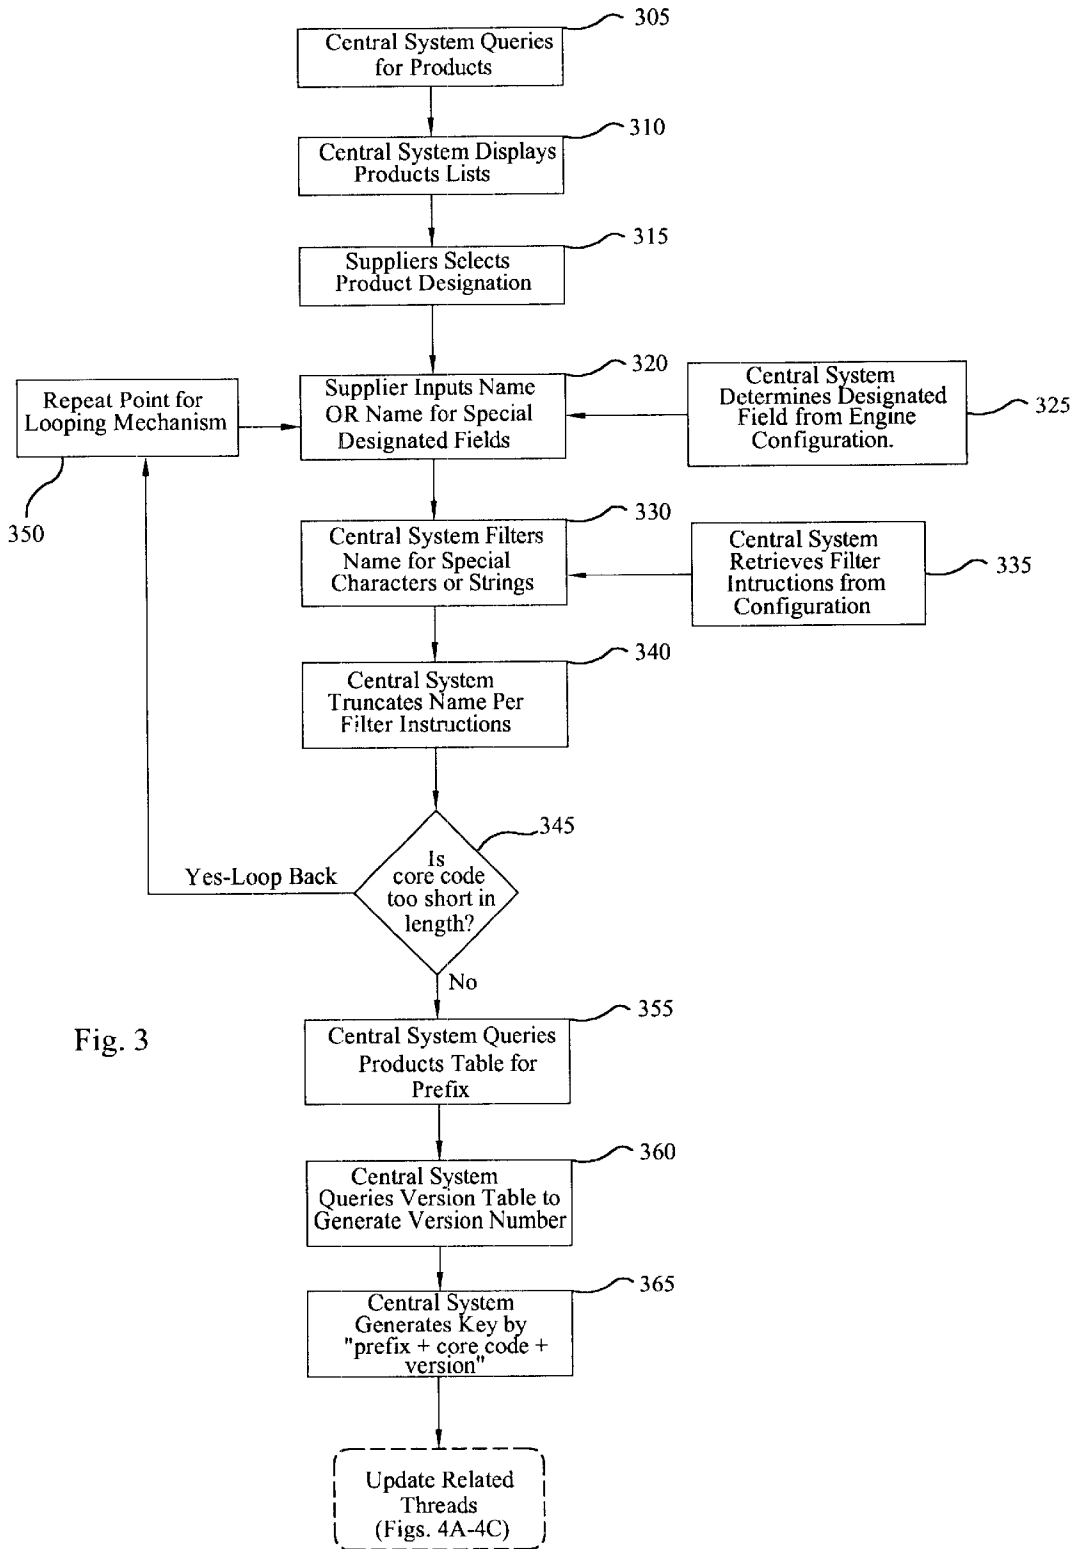 305
Central System Queries
for Products
310
Central System Displays
Products Lists
315
Suppliers Selects
Product Designation
320
Supplier Inputs Name
OR Name for Special
Designated Fields
Repeat Point for
Looping Mechanism
350
Central System
Determines Designated
Field from Engine
Configuration.
325
330
Central System Filters
Name for Special
Characters or Strings
Central System
Retrieves Filter
Intructions from
Configuration
335
340
Central System
Truncates Name Per
Filter Instructions
345
Is
core code
too short in
length?
Yes-Loop Back
No
Fig. 3
355
Central System Queries
Products Table for
Prefix
360
Central System
Queries Version Table to
Generate Version Number
365
Central System
Generates Key by
"prefix + core code +
version"
Update Related
Threads
(Figs. 4A-4C)